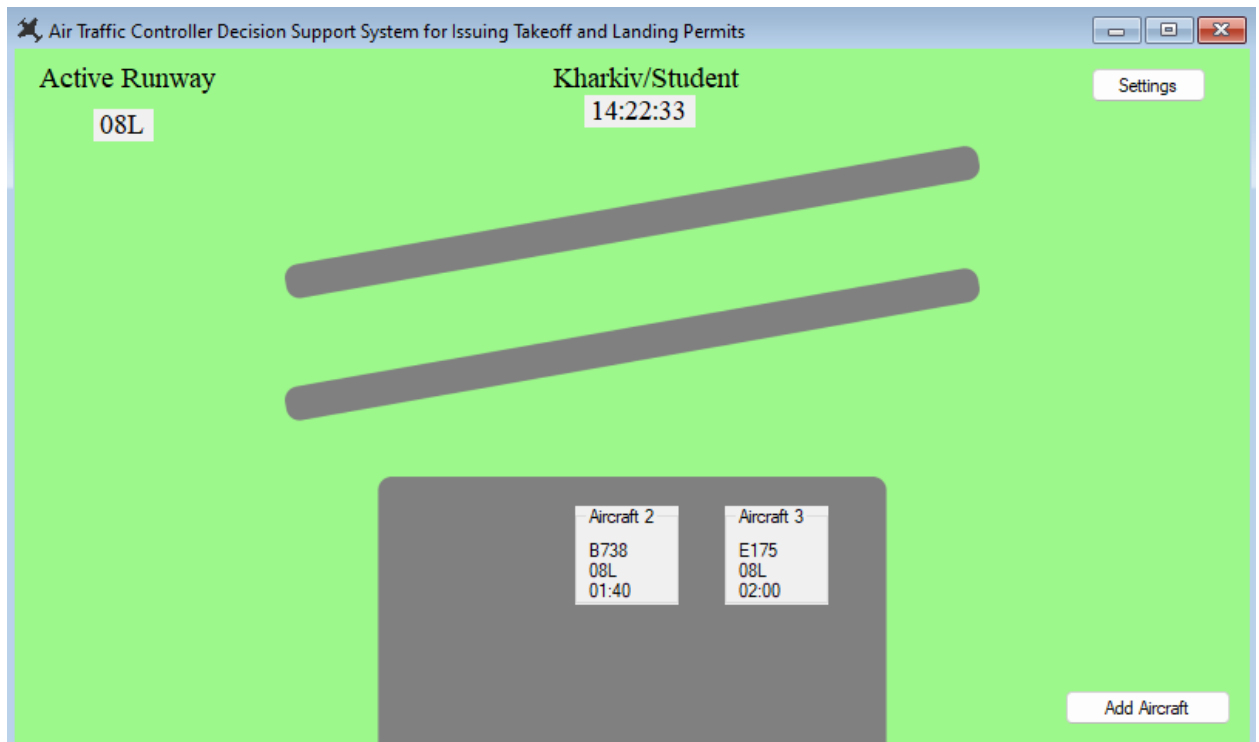 Air Traffic Controller Decision Support System for Issuing Takeoff and Landing Permits
Active Runway
Kharkiv/Student
Settings
08L
14:22:33
Aircraft 2
B738
08L
01:40
Aircraft 3
E175
08L
02:00
Add Aircraft